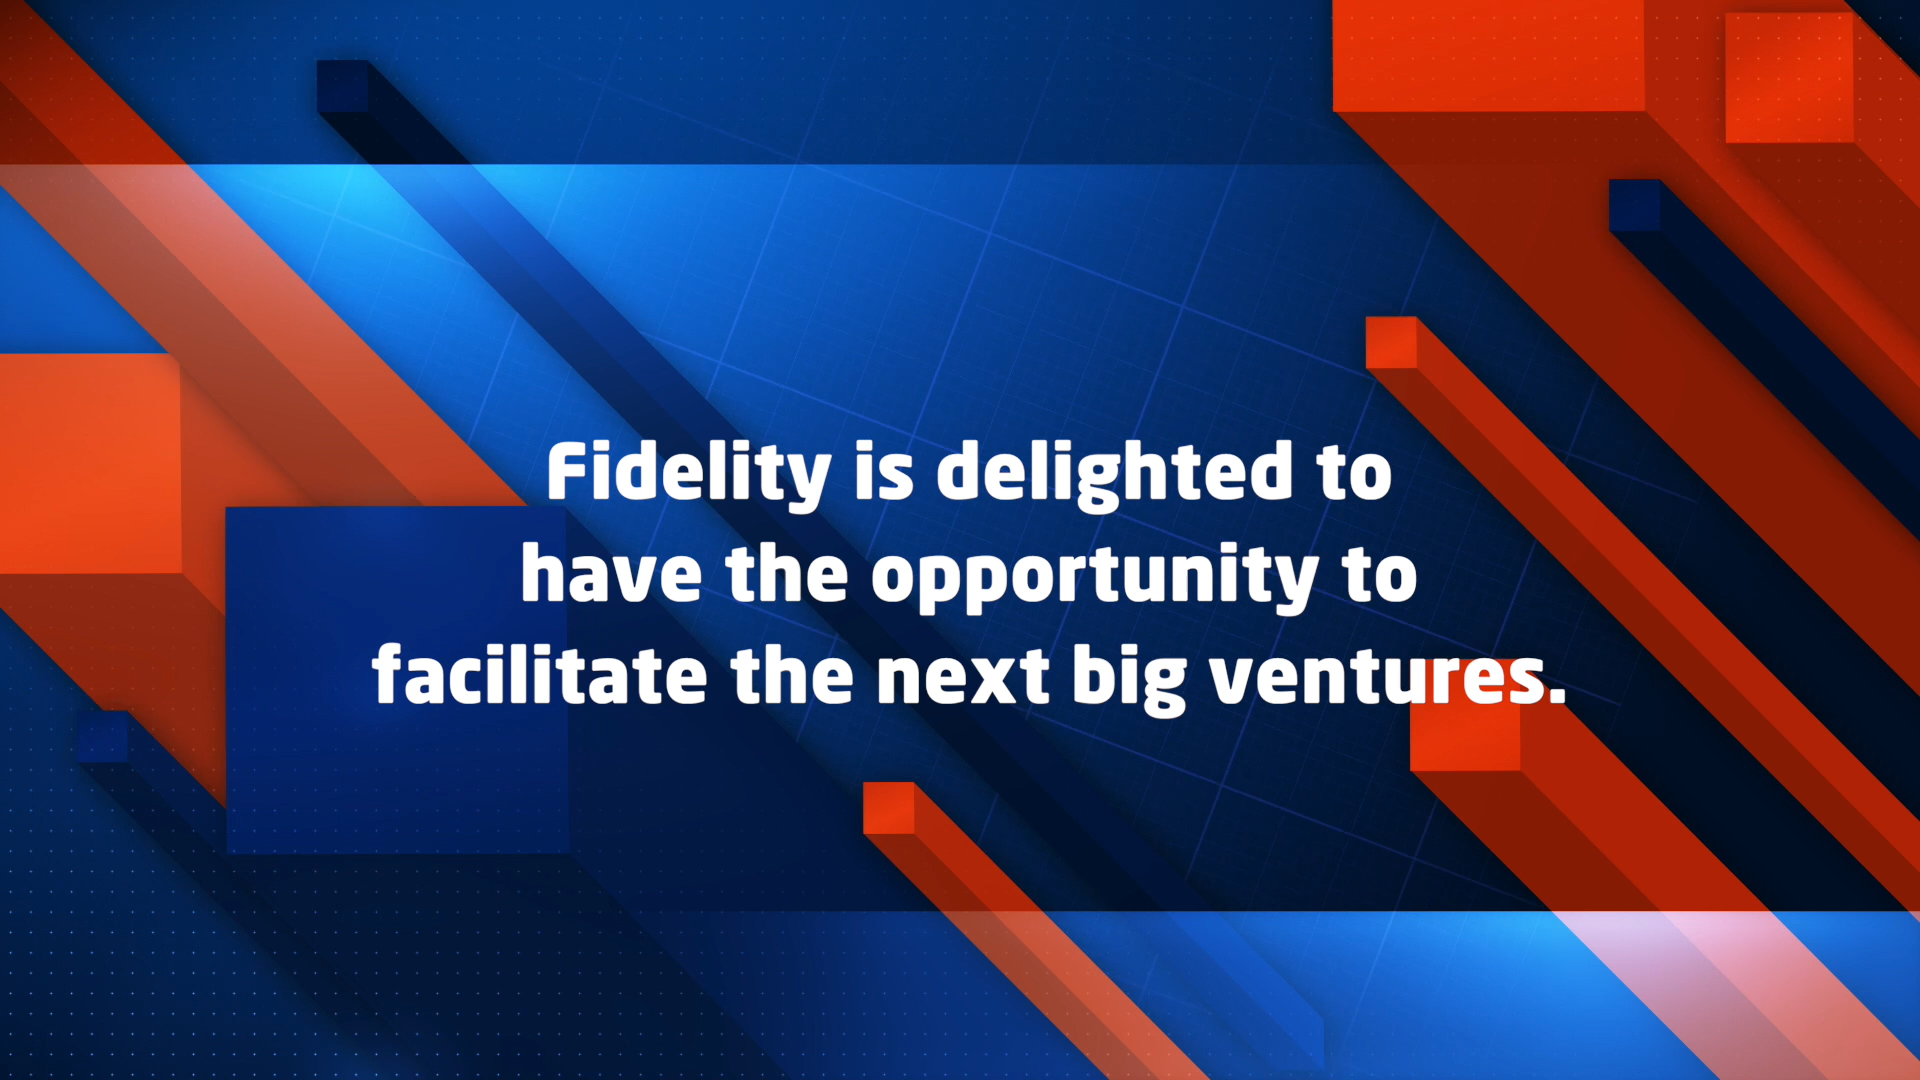 Fidelity is delighted to
have the opportunity to
facilitate the next big ventures.